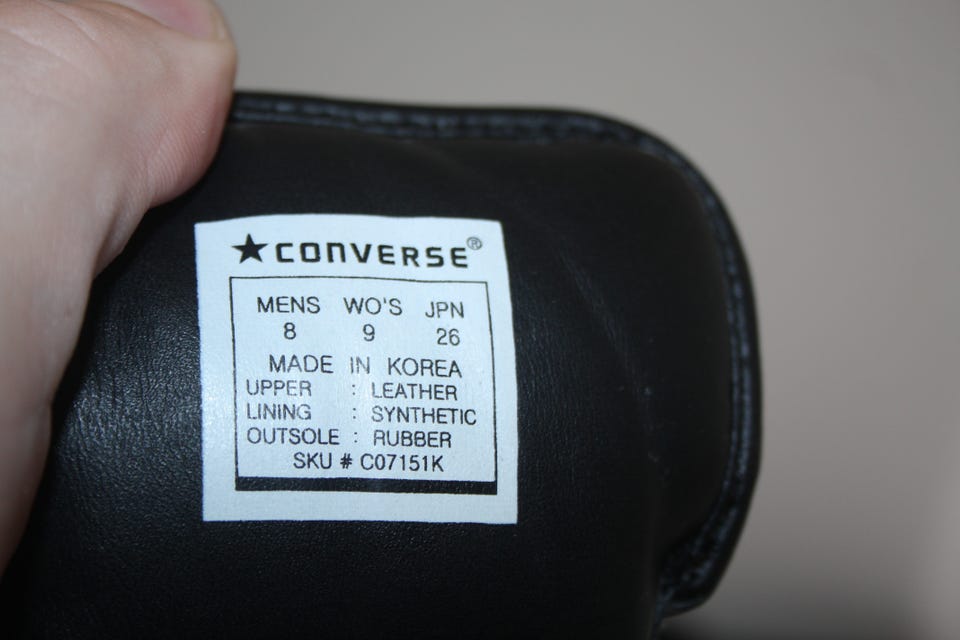 ★CONVERSE®
MENS WO'S JPN
8 9 26
MADE IN KOREA
UPPER : LEATHER
LINING : SYNTHETIC
OUTSOLE : RUBBER
SKU # C07151K